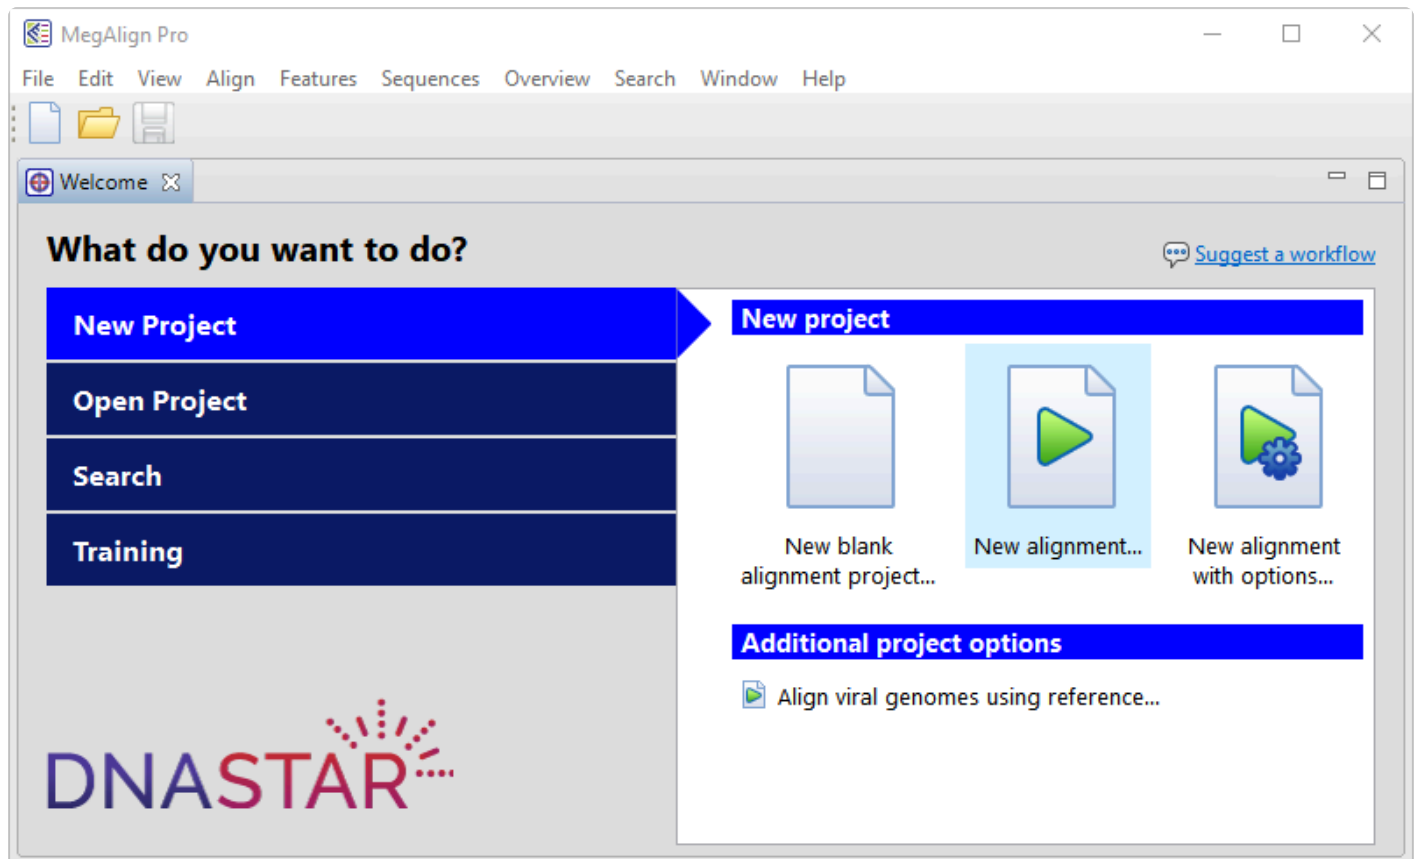 MegAlign Pro
File Edit View Align Features Sequences Overview Search Window Help
Welcome
What do you want to do?
Suggest a workflow
New Project
Open Project
Search
Training
New project
New blank
alignment project...
New alignment...
New alignment
with options...
Additional project options
Align viral genomes using reference...
DNASTAR